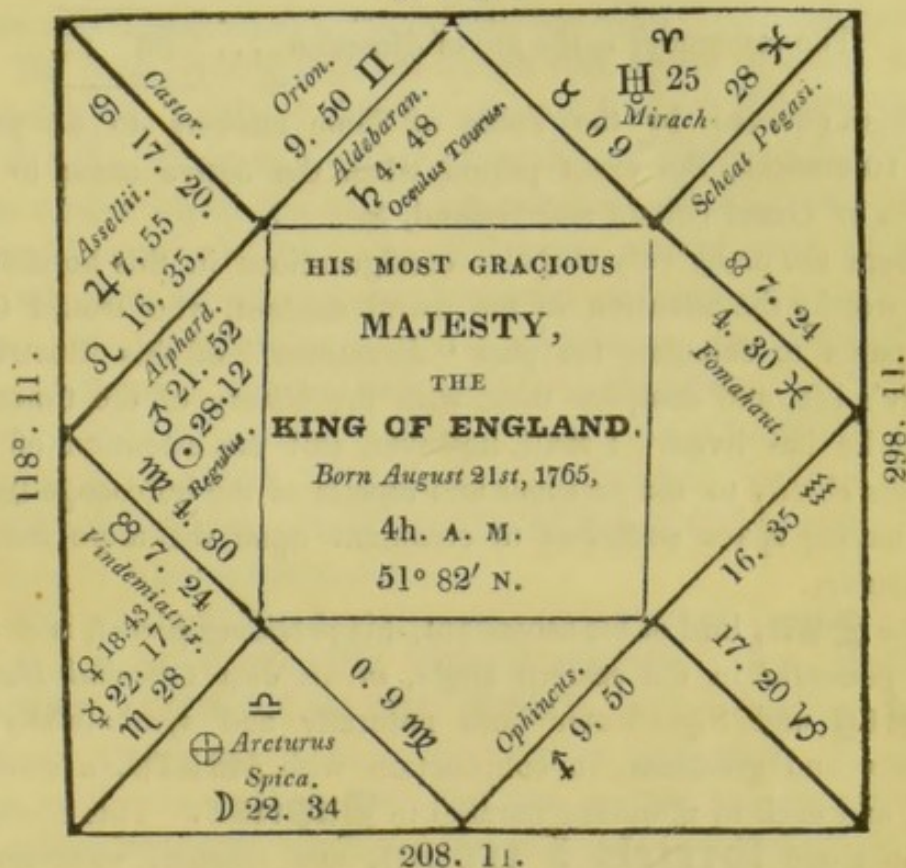 HIS MOST GRACIOUS
MAJESTY,
THE
KING OF ENGLAND.
Born August 21st, 1765,
4h. A. M.
51° 82′ N.
♈
♅ 25
Mirach
♉ 0 9
28 ♓
Scheat Pegasi.
Orion.
9. 50 ♊
Aldebaran.
♄ 4. 48
Occulus Taurus.
Castor.
♋ 17. 20.
Assellii.
♃ 7, 55
♌ 16. 35.
Alphard.
♂ 21. 52
☉ 28.12
Regulus.
♍ 4. 30
☋ 7. 24
Vindemiatrix.
♀ 18.43
☿ 22. 17
♏ 28
♎
⊕ Arcturus
Spica.
☽ 22. 34
0. 9 ♏
Ophincus.
♐ 9. 50
17. 20 ♑
16. 35 ♒
☊ 7. 24
4. 30 ♓
Fomahaut.
118°. 11′.
298. 11.
208. 11.